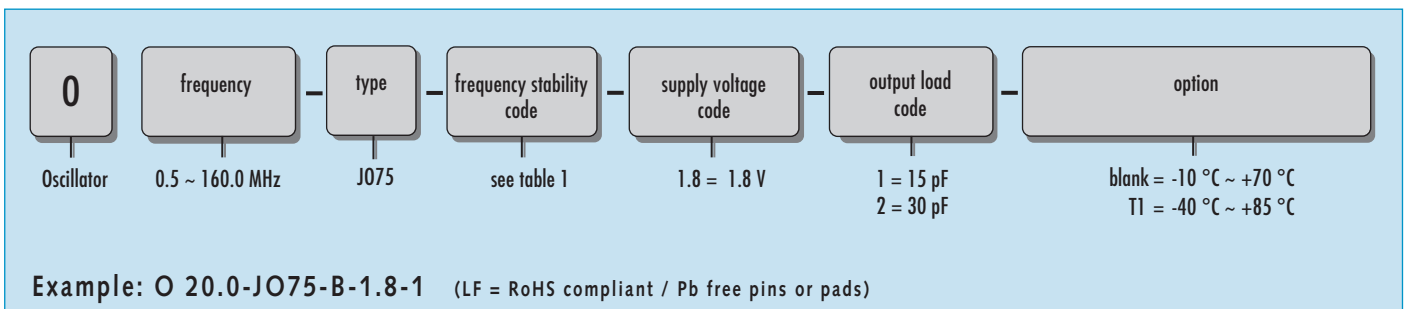 O
frequency
–
type
–
frequency stability
code
–
supply voltage
code
–
output load
code
–
option
Oscillator
0.5 ~ 160.0 MHz
JO75
see table 1
1.8 = 1.8 V
1 = 15 pF
2 = 30 pF
blank = -10 °C ~ +70 °C
T1 = -40 °C ~ +85 °C
Example: O 20.0-JO75-B-1.8-1 (LF = RoHS compliant / Pb free pins or pads)